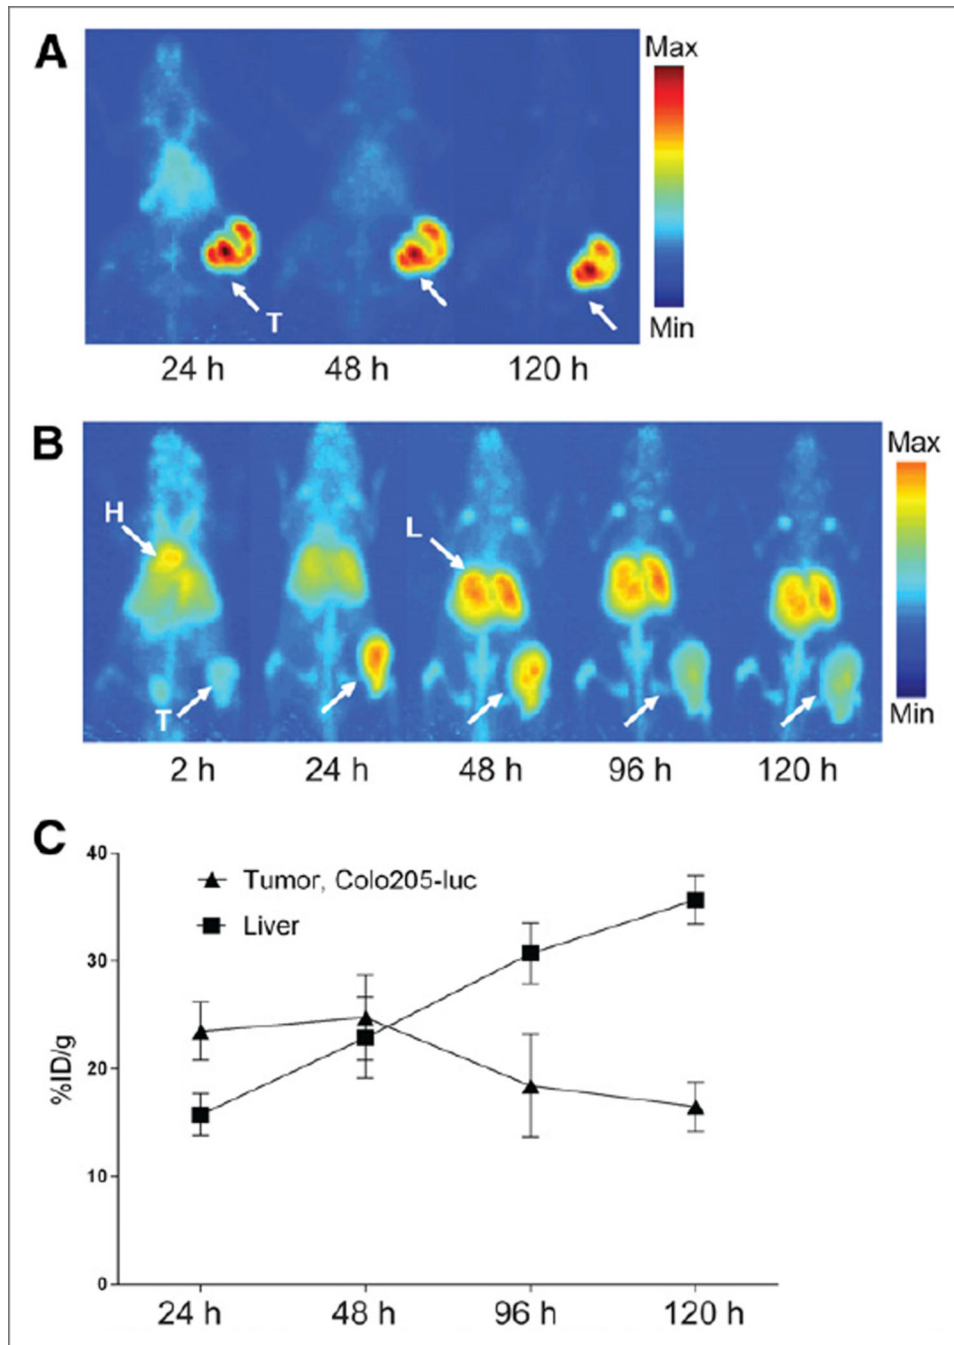 A
Max
T
Min
24 h 48 h 120 h
B
Max
H
L
T
Min
2 h 24 h 48 h 96 h 120 h
C
40
Tumor, Colo205-luc
Liver
30
%ID/g
20
10
0
24 h 48 h 96 h 120 h